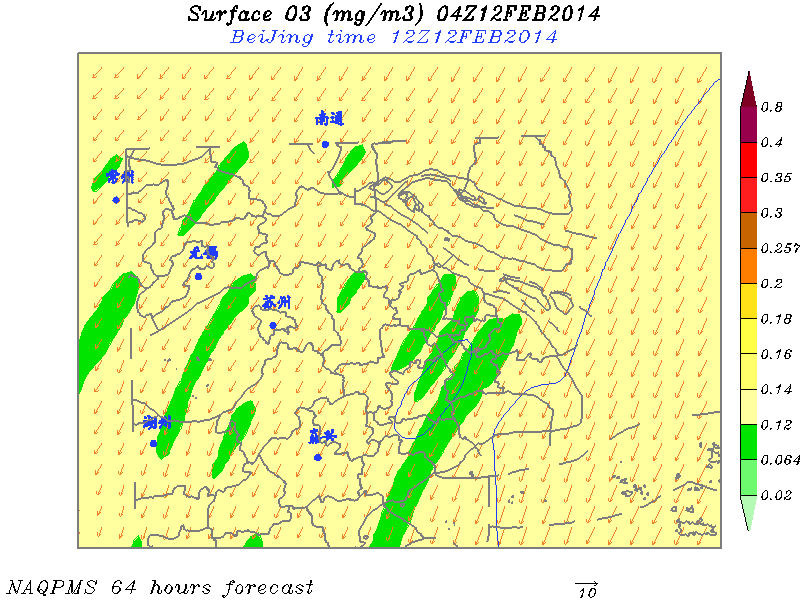 Surface O3 (mg/m3) 04Z12FEB2014
BeiJing time 12Z12FEB2014
南通
常州
无锡
苏州
湖州
嘉兴
0.8
0.4
0.35
0.3
0.257
0.2
0.18
0.16
0.14
0.12
0.064
0.02
NAQPMS 64 hours forecast
10